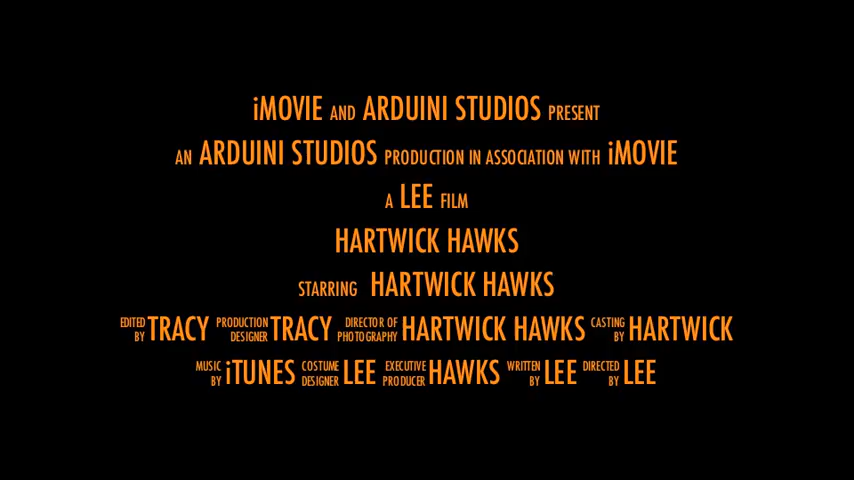 iMOVIE AND ARDUINI STUDIOS PRESENT
AN ARDUINI STUDIOS PRODUCTION IN ASSOCIATION WITH iMOVIE
A LEE FILM
HARTWICK HAWKS
STARRING HARTWICK HAWKS
EDITED BY TRACY PRODUCTION DESIGNER TRACY DIRECTOR OF PHOTOGRAPHY HARTWICK HAWKS CASTING BY HARTWICK
MUSIC BY iTUNES COSTUME DESIGNER LEE EXECUTIVE PRODUCER HAWKS WRITTEN BY LEE DIRECTED BY LEE